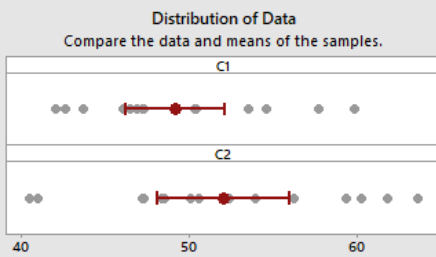 Distribution of Data
Compare the data and means of the samples.
C1
C2
40 50 60